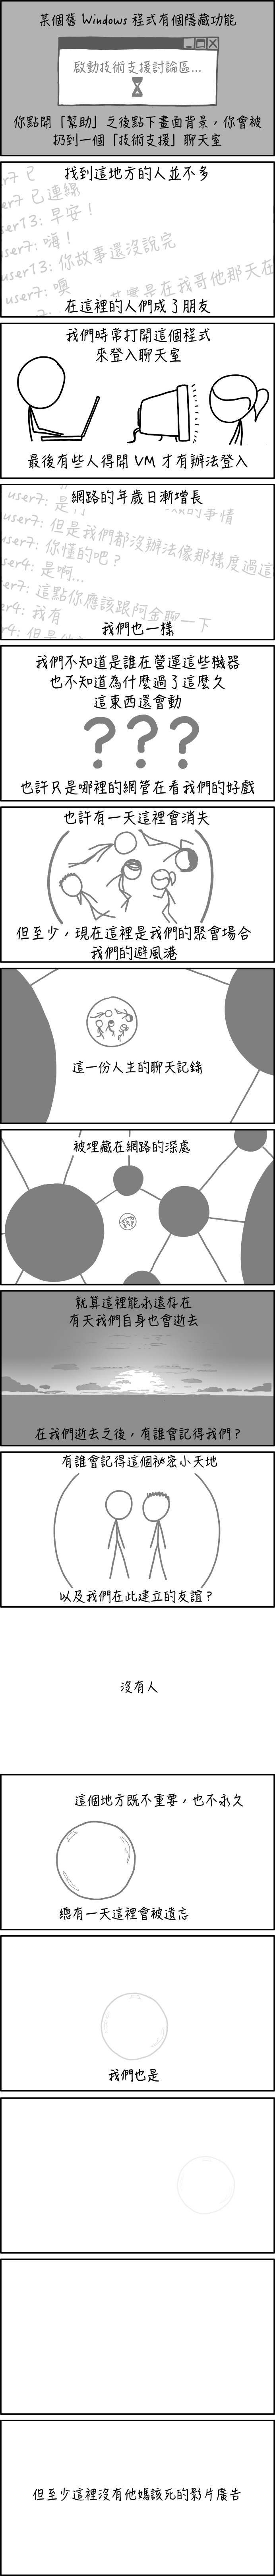 某個舊 Windows 程式有個隱藏功能
啟動技術支援討論區...
你點開「幫助」之後點下畫面背景，你會被
扔到一個「技術支援」聊天室
找到這地方的人並不多
user7 已連線
user13: 早安！
user7: 嗨！
user13: 你故事還沒說完
user7: 噢
在這裡的人們成了朋友
我們時常打開這個程式
來登入聊天室
最後有些人得開 VM 才有辦法登入
網路的年歲日漸增長
user7: 但是我們都沒辦法像那樣度過這
user7: 你懂的吧？
user4: 是啊...
user7: 這點你應該跟阿金聊一下
user4: 我有
我們也一樣
我們不知道是誰在營運這些機器
也不知道為什麼過了這麼久
這東西還會動
???
也許只是哪裡的網管在看我們的好戲
也許有一天這裡會消失
但至少，現在這裡是我們的聚會場合
我們的避風港
這一份人生的聊天記錄
被埋藏在網路的深處
就算這裡能永遠存在
有天我們自身也會逝去
在我們逝去之後，有誰會記得我們？
有誰會記得這個祕密小天地
以及我們在此建立的友誼？
沒有人
這個地方既不重要，也不永久
總有一天這裡會被遺忘
我們也是
但至少這裡沒有他媽該死的影片廣告